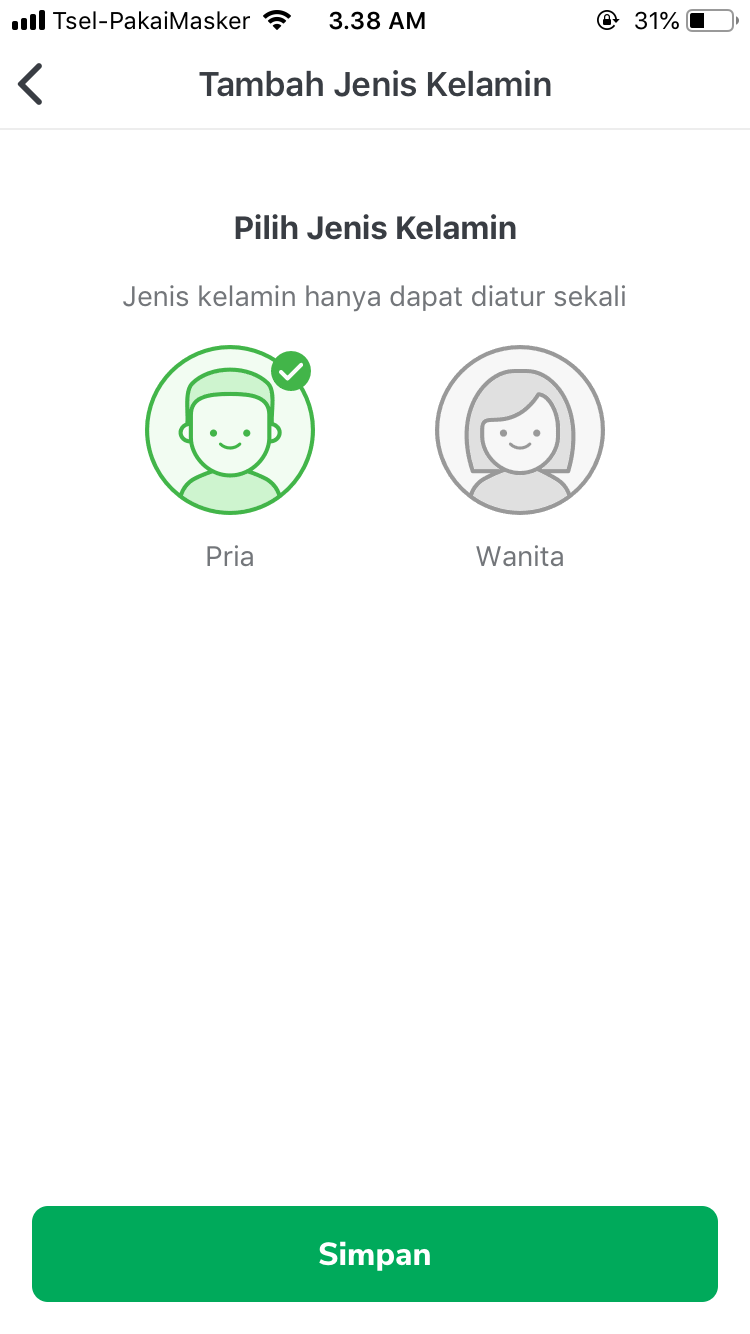 Tsel-PakaiMasker 3.38 AM 31%
Tambah Jenis Kelamin
Pilih Jenis Kelamin
Jenis kelamin hanya dapat diatur sekali
Pria Wanita
Simpan